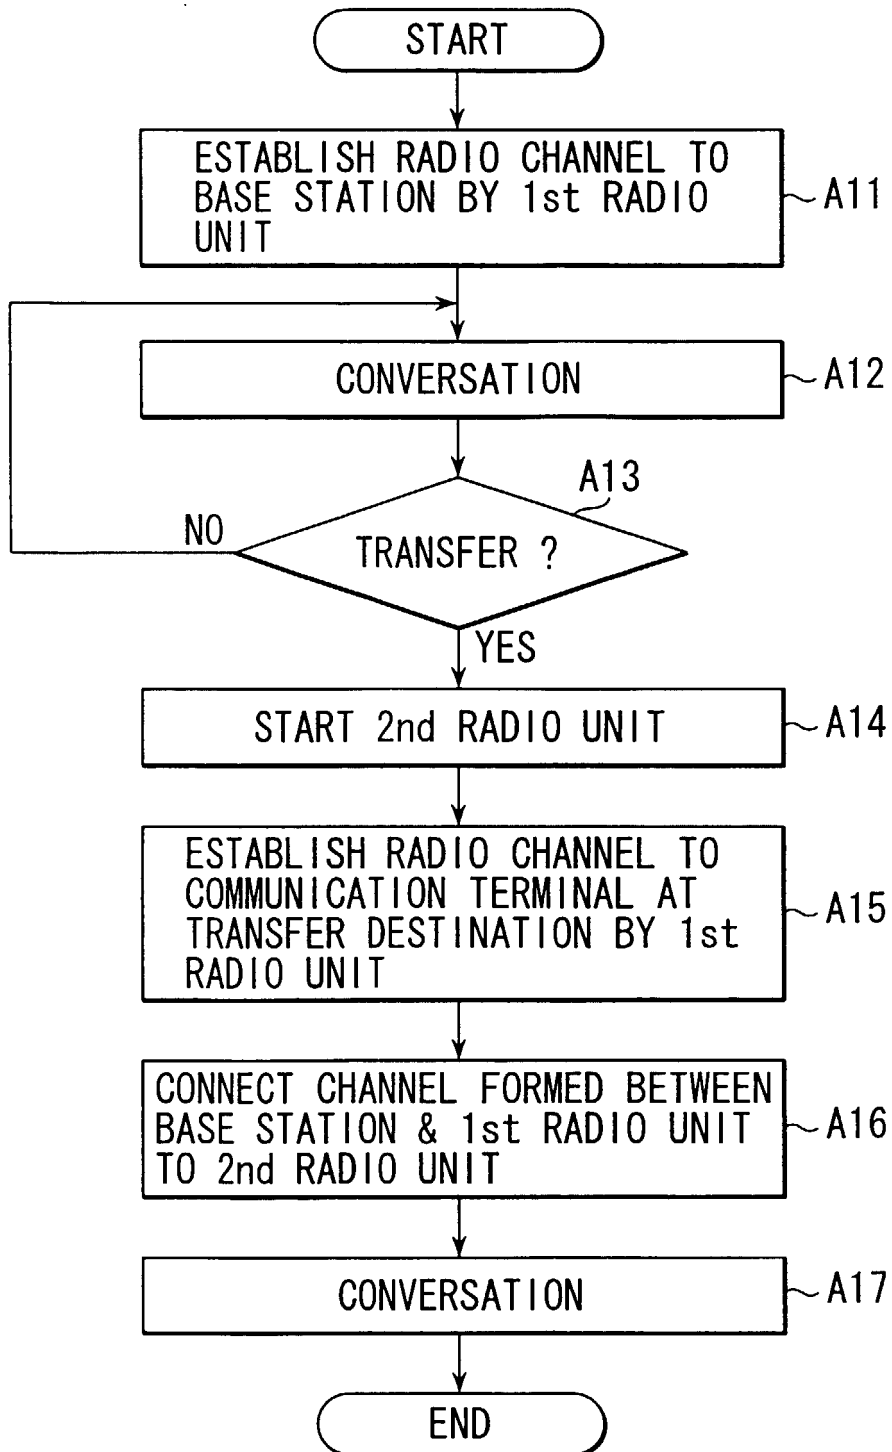 START
ESTABLISH RADIO CHANNEL TO
BASE STATION BY 1st RADIO
UNIT
A11
CONVERSATION
A12
A13
NO
TRANSFER ?
YES
START 2nd RADIO UNIT
A14
ESTABLISH RADIO CHANNEL TO
COMMUNICATION TERMINAL AT
TRANSFER DESTINATION BY 1st
RADIO UNIT
A15
CONNECT CHANNEL FORMED BETWEEN
BASE STATION & 1st RADIO UNIT
TO 2nd RADIO UNIT
A16
CONVERSATION
A17
END